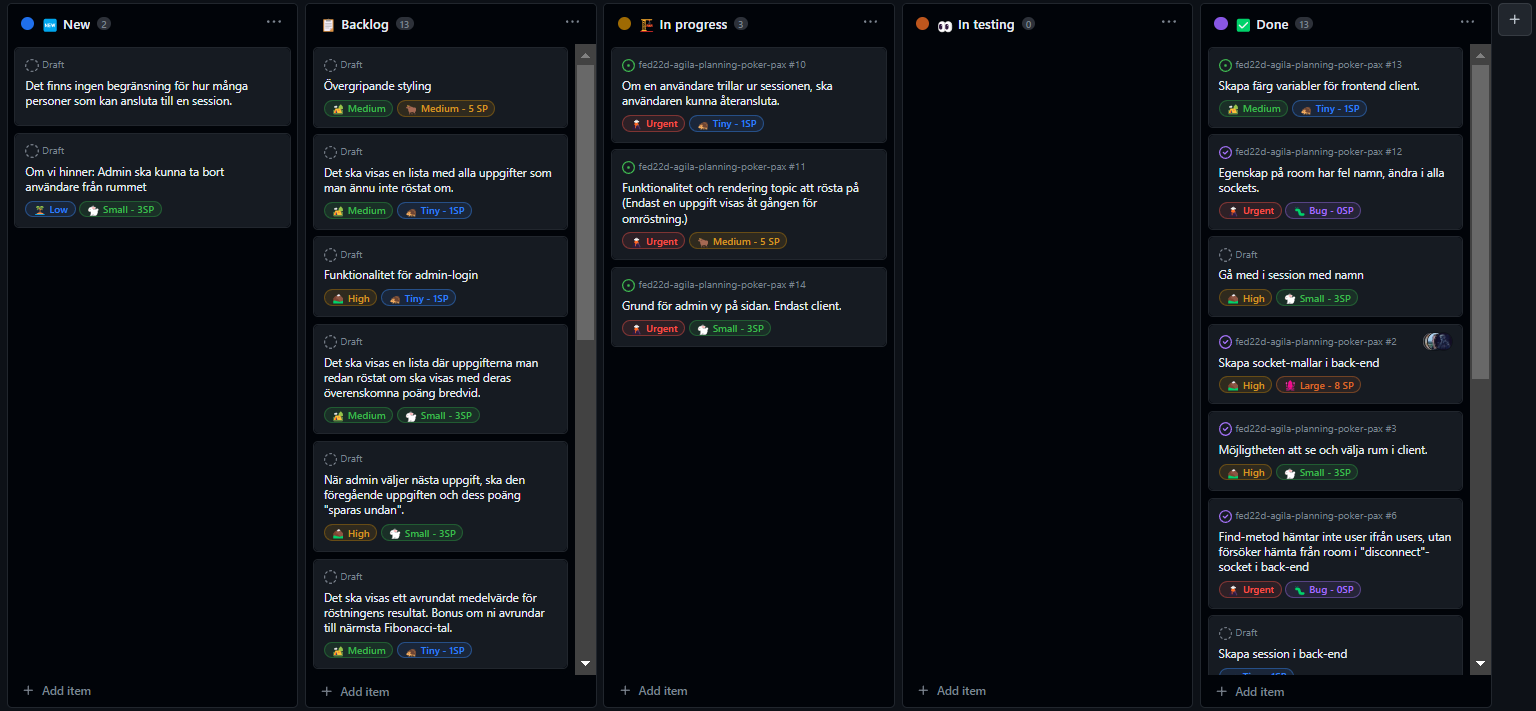 New 2
Draft
Det finns ingen begränsning för hur många
personer som kan ansluta till en session.
Draft
Om vi hinner: Admin ska kunna ta bort
användare från rummet
Low Small - 3SP
Add item
Backlog 13
Draft
Övergripande styling
Medium Medium - 5 SP
Draft
Det ska visas en lista med alla uppgifter som
man ännu inte röstat om.
Medium Tiny - 1SP
Draft
Funktionalitet för admin-login
High Tiny - 1SP
Draft
Det ska visas en lista där uppgifterna man
redan röstat om ska visas med deras
överenskomna poäng bredvid.
Medium Small - 3SP
Draft
När admin väljer nästa uppgift, ska den
föregående uppgiften och dess poäng
"sparas undan".
High Small - 3SP
Draft
Det ska visas ett avrundat medelvärde för
röstningens resultat. Bonus om ni avrundar
till närmsta Fibonacci-tal.
Medium Tiny - 1SP
Add item
In progress 3
fed22d-agila-planning-poker-pax #10
Om en användare trillar ur sessionen, ska
användaren kunna återansluta.
Urgent Tiny - 1SP
fed22d-agila-planning-poker-pax #11
Funktionalitet och rendering topic att rösta på
(Endast en uppgift visas åt gången för
omröstning.)
Urgent Medium - 5 SP
fed22d-agila-planning-poker-pax #14
Grund för admin vy på sidan. Endast client.
Urgent Small - 3SP
Add item
In testing 0
Add item
Done 13
fed22d-agila-planning-poker-pax #13
Skapa färg variabler för frontend client.
Medium Tiny - 1SP
fed22d-agila-planning-poker-pax #12
Egenskap på room har fel namn, ändra i alla
sockets.
Urgent Bug - 0SP
Draft
Gå med i session med namn
High Small - 3SP
fed22d-agila-planning-poker-pax #2
Skapa socket-mallar i back-end
High Large - 8 SP
fed22d-agila-planning-poker-pax #3
Möjligtheten att se och välja rum i client.
High Small - 3SP
fed22d-agila-planning-poker-pax #6
Find-metod hämtar inte user ifrån users, utan
försöker hämta från room i "disconnect"-
socket i back-end
Urgent Bug - 0SP
Draft
Skapa session i back-end
Tiny - 1SP
Add item